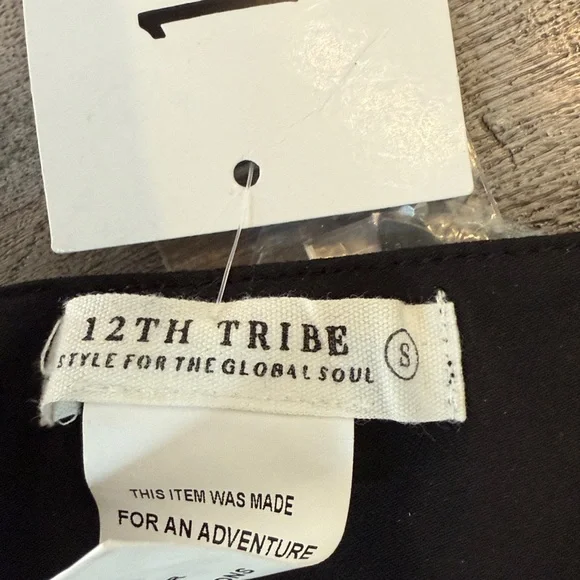 12TH TRIBE
STYLE FOR THE GLOBAL SOUL
S
THIS ITEM WAS MADE
FOR AN ADVENTURE